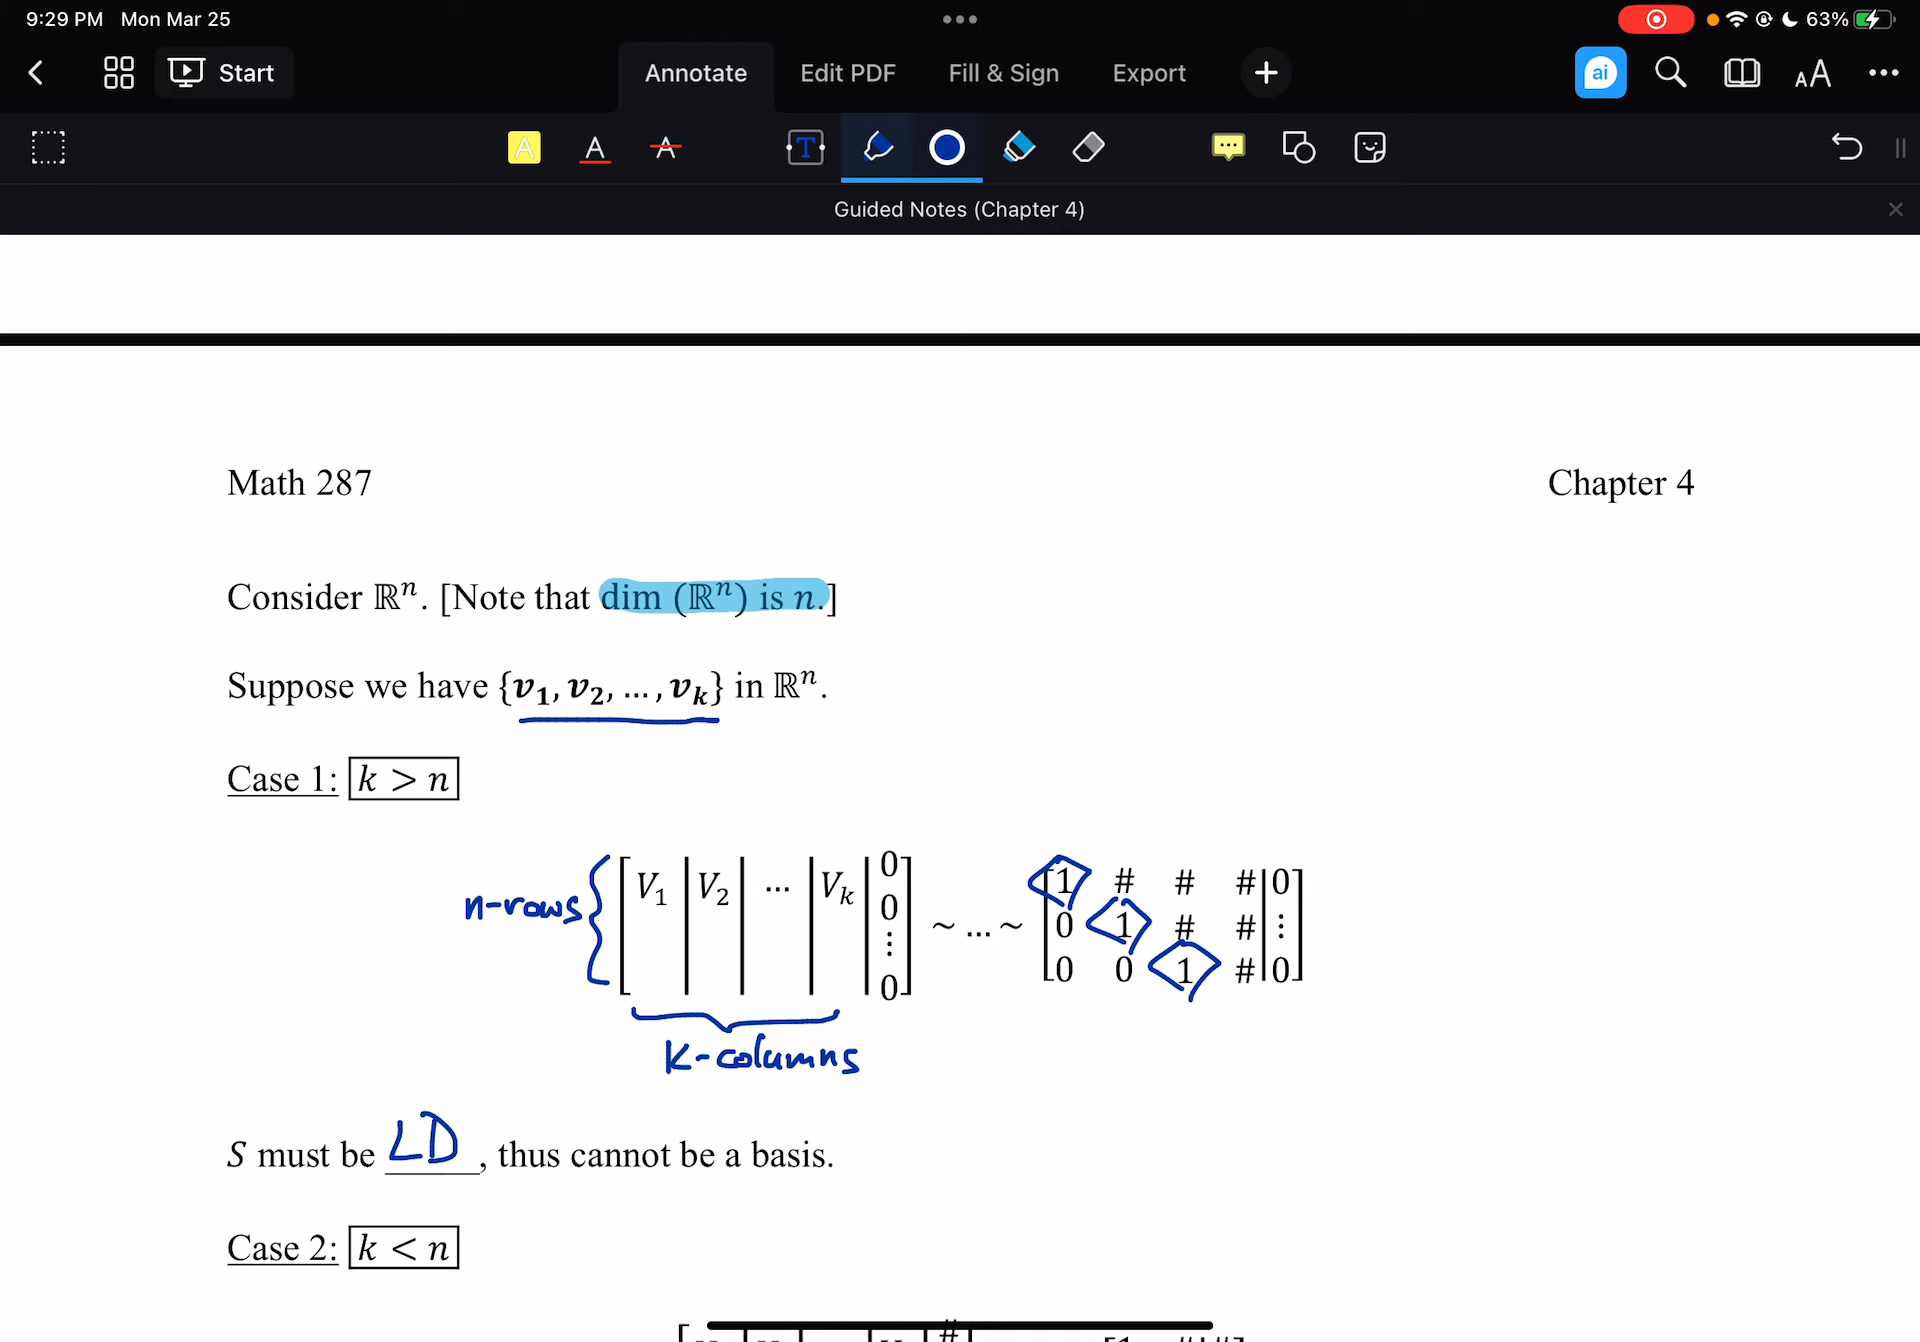 9:29 PM Mon Mar 25
63%
Start
Annotate
Edit PDF
Fill & Sign
Export
ai
AA
A A A T
Guided Notes (Chapter 4)
Math 287
Chapter 4
Consider ℝⁿ. [Note that dim (ℝⁿ) is n.]
Suppose we have {v₁, v₂, … , vₖ} in ℝⁿ.
Case 1: k > n
n-rows { [V₁ | V₂ | ⋯ | Vₖ | 0 0 ⋮ 0] ~ … ~ [1 # # # | 0
0 1 # # | ⋮
0 0 1 # | 0]
K-columns
S must be LD, thus cannot be a basis.
Case 2: k < n